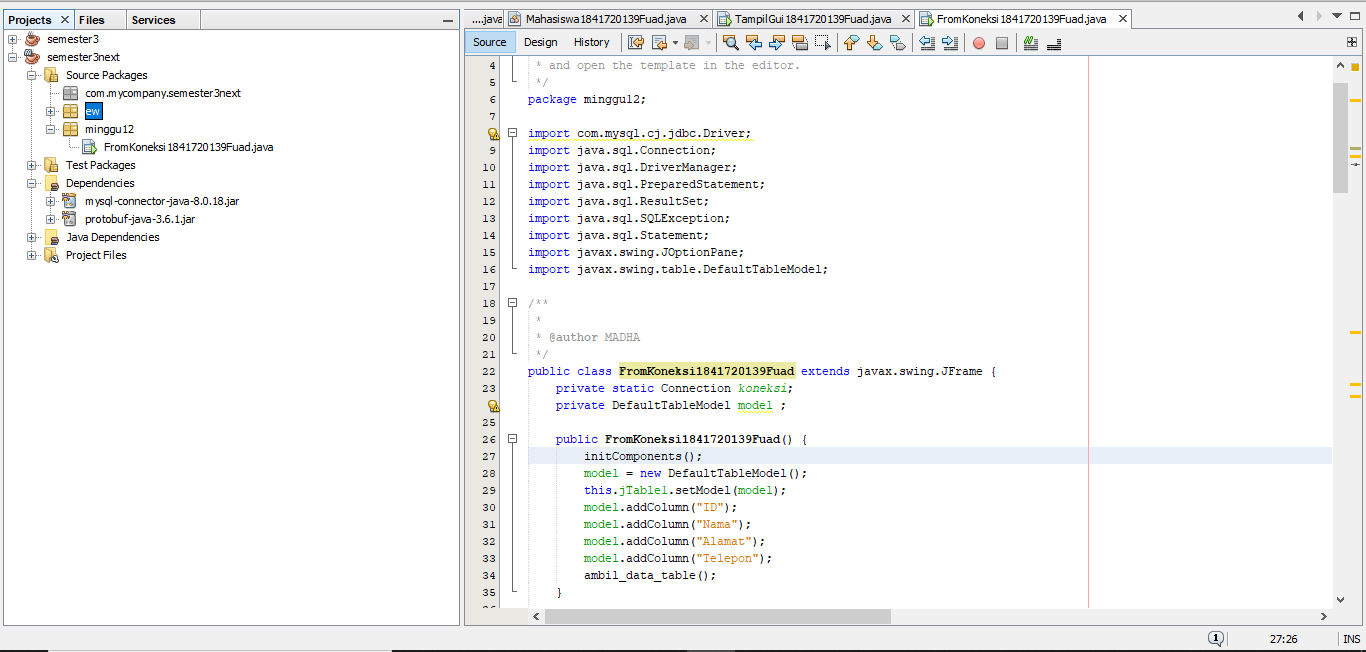 Projects Files Services
semester3
semester3next
Source Packages
com.mycompany.semester3next
ew
minggu12
FromKoneksi1841720139Fuad.java
Test Packages
Dependencies
mysql-connector-java-8.0.18.jar
protobuf-java-3.6.1.jar
Java Dependencies
Project Files
....java Mahasiswa1841720139Fuad.java TampilGui1841720139Fuad.java FromKoneksi1841720139Fuad.java
Source Design History
4 * and open the template in the editor.
5 */
6 package minggu12;
7
import com.mysql.cj.jdbc.Driver;
9 import java.sql.Connection;
10 import java.sql.DriverManager;
11 import java.sql.PreparedStatement;
12 import java.sql.ResultSet;
13 import java.sql.SQLException;
14 import java.sql.Statement;
15 import javax.swing.JOptionPane;
16 import javax.swing.table.DefaultTableModel;
17
18 /**
19 *
20 * @author MADHA
21 */
22 public class FromKoneksi1841720139Fuad extends javax.swing.JFrame {
23 private static Connection koneksi;
private DefaultTableModel model ;
25
26 public FromKoneksi1841720139Fuad() {
27 initComponents();
28 model = new DefaultTableModel();
29 this.jTable1.setModel(model);
30 model.addColumn("ID");
31 model.addColumn("Nama");
32 model.addColumn("Alamat");
33 model.addColumn("Telepon");
34 ambil_data_table();
35 }
1 27:26 INS